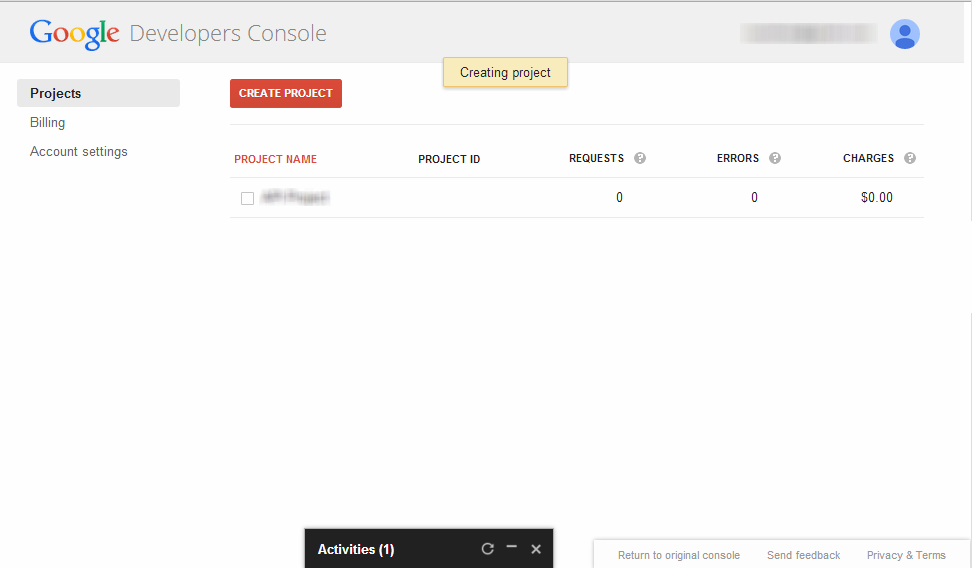 Google Developers Console
Creating project
Projects
Billing
Account settings
CREATE PROJECT
PROJECT NAME PROJECT ID REQUESTS ? ERRORS ? CHARGES ?
0 0 $0.00
Activities (1)
Return to original console Send feedback Privacy & Terms